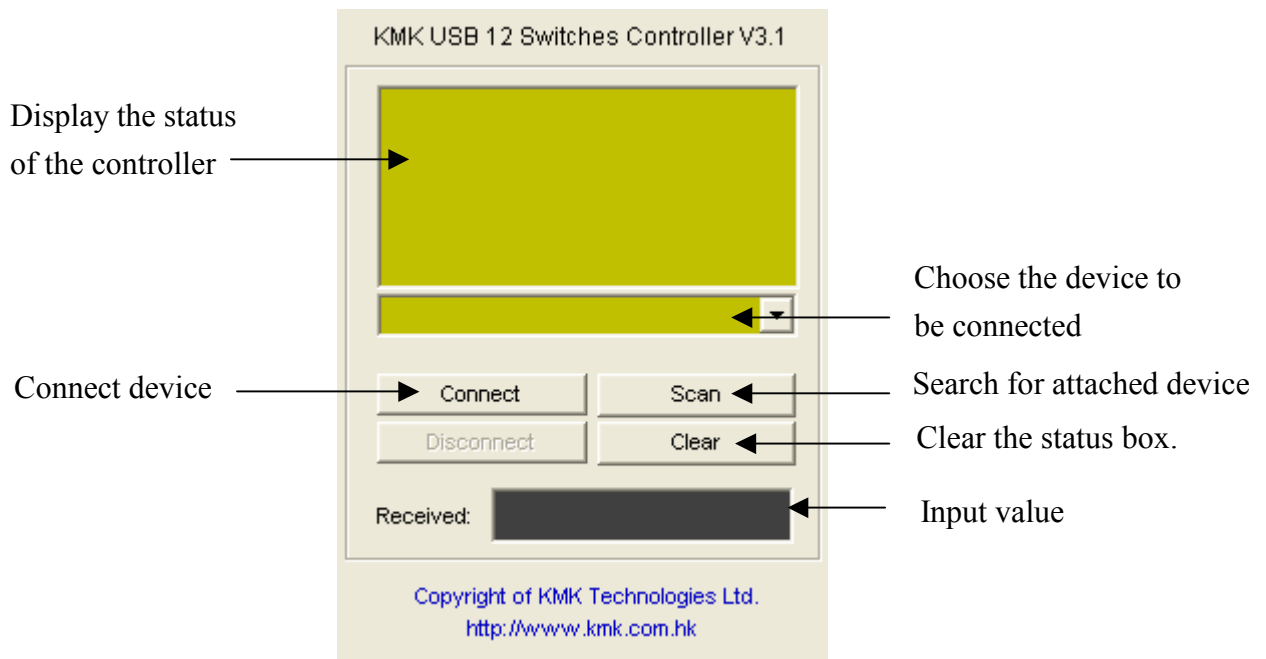 KMK USB 12 Switches Controller V3.1
Display the status
of the controller
Choose the device to
be connected
Connect device
Connect
Scan
Search for attached device
Disconnect
Clear
Clear the status box.
Received:
Input value
Copyright of KMK Technologies Ltd.
http://www.kmk.com.hk